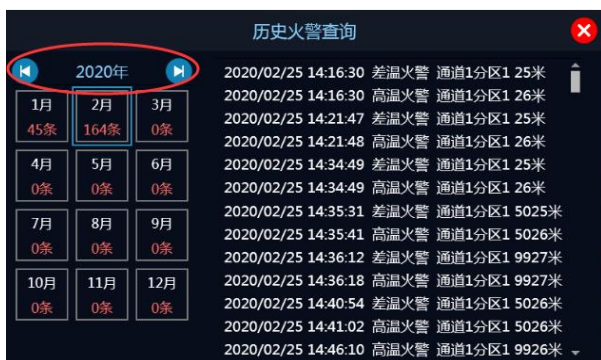 历史火警查询
2020年
1月
45条
2月
164条
3月
0条
4月
0条
5月
0条
6月
0条
7月
0条
8月
0条
9月
0条
10月
0条
11月
0条
12月
0条
2020/02/25 14:16:30 差温火警 通道1分区1 25米
2020/02/25 14:16:30 高温火警 通道1分区1 26米
2020/02/25 14:21:47 差温火警 通道1分区1 25米
2020/02/25 14:21:48 高温火警 通道1分区1 26米
2020/02/25 14:34:49 差温火警 通道1分区1 25米
2020/02/25 14:34:49 高温火警 通道1分区1 26米
2020/02/25 14:35:31 差温火警 通道1分区1 5025米
2020/02/25 14:35:41 高温火警 通道1分区1 5026米
2020/02/25 14:36:12 差温火警 通道1分区1 9927米
2020/02/25 14:36:18 高温火警 通道1分区1 9927米
2020/02/25 14:40:54 差温火警 通道1分区1 5026米
2020/02/25 14:41:02 高温火警 通道1分区1 5026米
2020/02/25 14:46:10 高温火警 通道1分区1 9926米